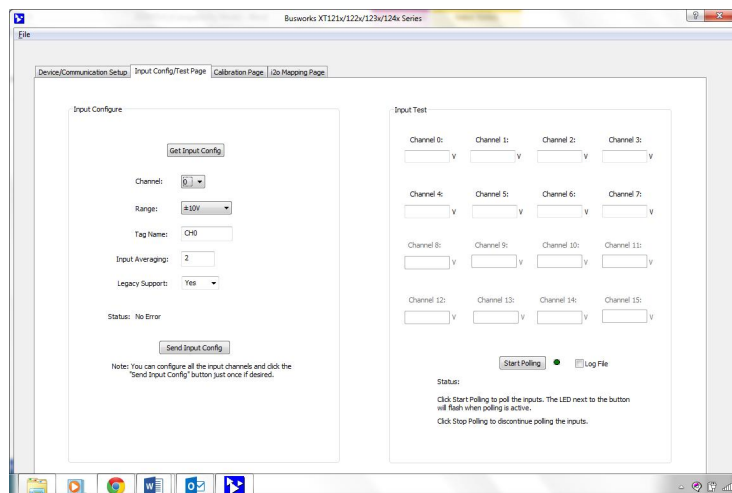 Busworks XT121x/122x/123x/124x Series
File
Device/Communication Setup Input Config/Test Page Calibration Page i2o Mapping Page
Input Configure
Get Input Config
Channel: 0
Range: ±10V
Tag Name: CH0
Input Averaging: 2
Legacy Support: Yes
Status: No Error
Send Input Config
Note: You can configure all the input channels and click the
"Send Input Config" button just once if desired.
Input Test
Channel 0: Channel 1: Channel 2: Channel 3:
V V V V
Channel 4: Channel 5: Channel 6: Channel 7:
V V V V
Channel 8: Channel 9: Channel 10: Channel 11:
V V V V
Channel 12: Channel 13: Channel 14: Channel 15:
V V V V
Start Polling Log File
Status:
Click Start Polling to poll the inputs. The LED next to the button
will flash when polling is active.
Click Stop Polling to discontinue polling the inputs.